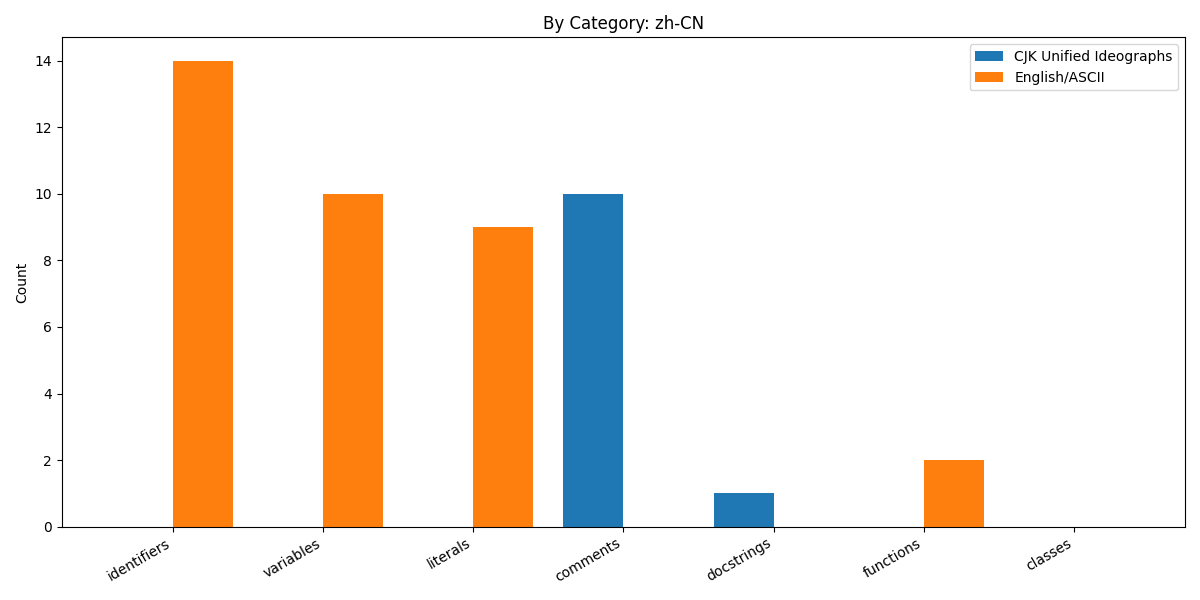 By Category: zh-CN
CJK Unified Ideographs
English/ASCII
Count
14
12
10
8
6
4
2
0
identifiers
variables
literals
comments
docstrings
functions
classes